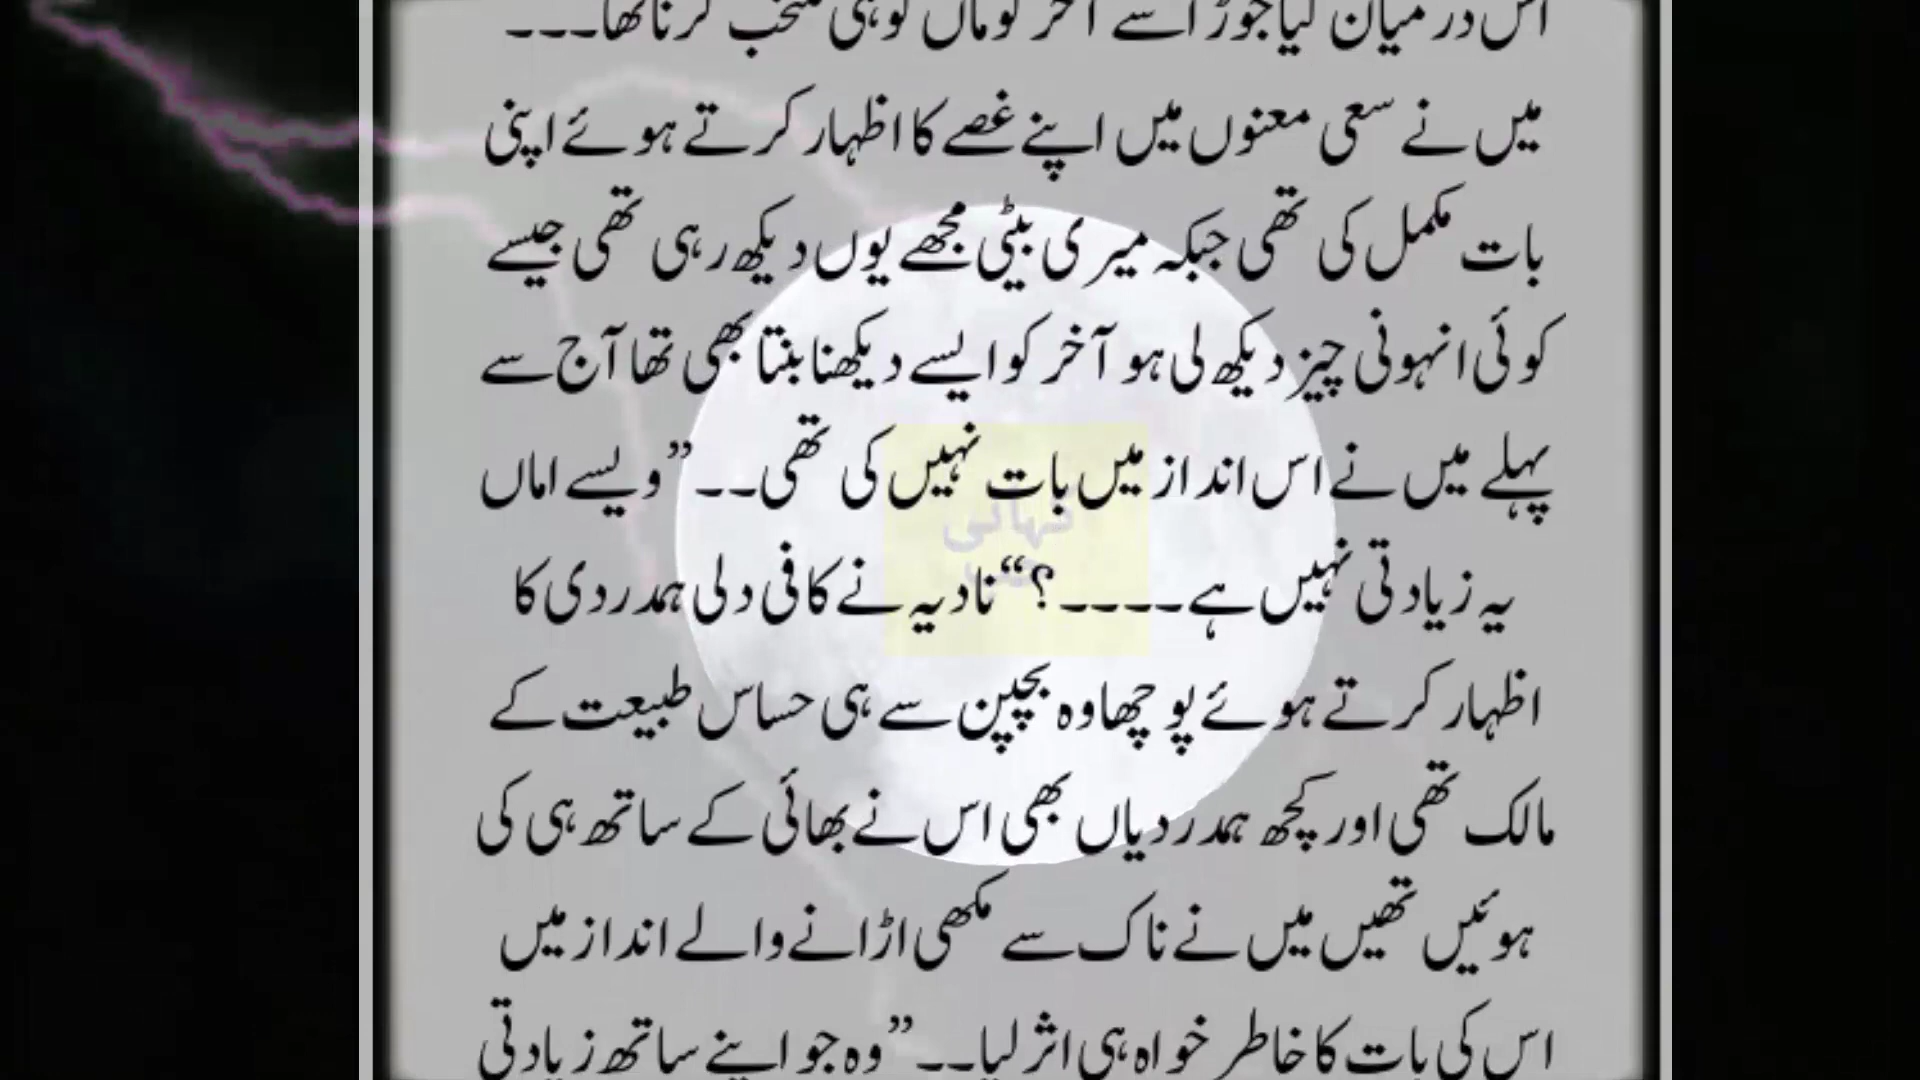 اس درمیان کیا جوڑ اسے آخر کو ماں کو ہی منتخب کرنا تھا۔۔۔
میں نے سعی معنوں میں اپنے غصے کا اظہار کرتے ہوئے اپنی
بات مکمل کی تھی جبکہ میری بیٹی مجھے یوں دیکھ رہی تھی جیسے
کوئی انہونی چیز دیکھ لی ہو آخر کو ایسے دیکھنا بنتا بھی تھا آج سے
پہلے میں نے اس انداز میں بات نہیں کی تھی۔۔ ”ویسے اماں
یہ زیادتی نہیں ہے۔۔۔۔؟“ نادیہ نے کافی دلی ہمدردی کا
اظہار کرتے ہوئے پوچھا وہ بچپن سے ہی حساس طبیعت کے
مالک تھی اور کچھ ہمدردیاں بھی اس نے بھائی کے ساتھ ہی کی
ہوئیں تھیں میں نے ناک سے مکھی اڑانے والے انداز میں
اس کی بات کا خاطر خواہ ہی اثر لیا۔۔ ”وہ جو اپنے ساتھ زیادتی